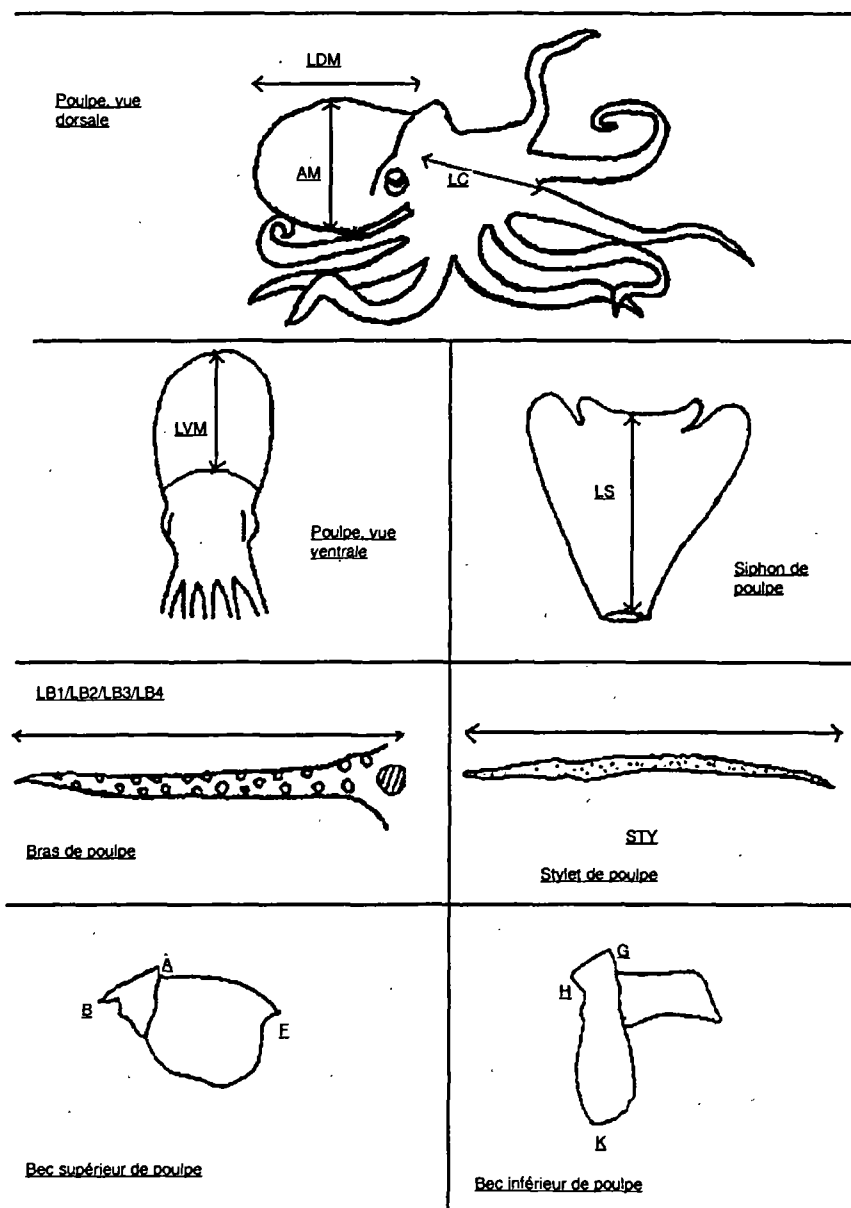 LDM
Poulpe, vue
dorsale
AM
LC
LVM
Poulpe, vue
ventrale
LS
Siphon de
poulpe
LB1/LB2/LB3/LB4
Bras de poulpe
STY
Stylet de poulpe
A
B
F
Bec supérieur de poulpe
G
H
K
Bec inférieur de poulpe